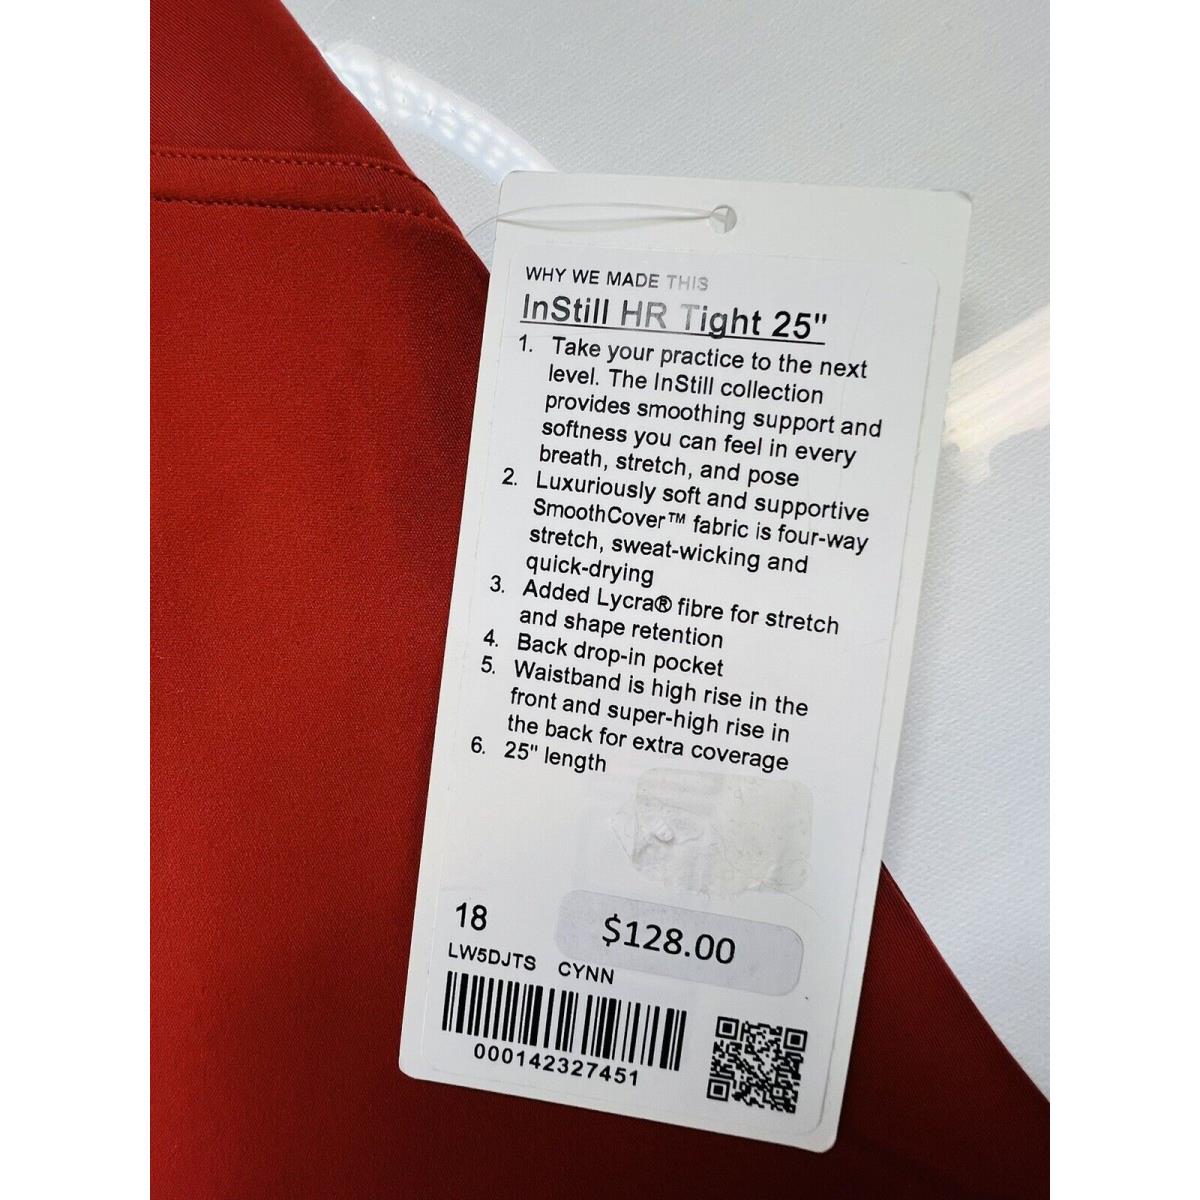 WHY WE MADE THIS
InStill HR Tight 25"
1. Take your practice to the next
level. The InStill collection
provides smoothing support and
softness you can feel in every
breath, stretch, and pose
2. Luxuriously soft and supportive
SmoothCover™ fabric is four-way
stretch, sweat-wicking and
quick-drying
3. Added Lycra® fibre for stretch
and shape retention
4. Back drop-in pocket
5. Waistband is high rise in the
front and super-high rise in
the back for extra coverage
6. 25" length
18
$128.00
LW5DJTS CYNN
000142327451